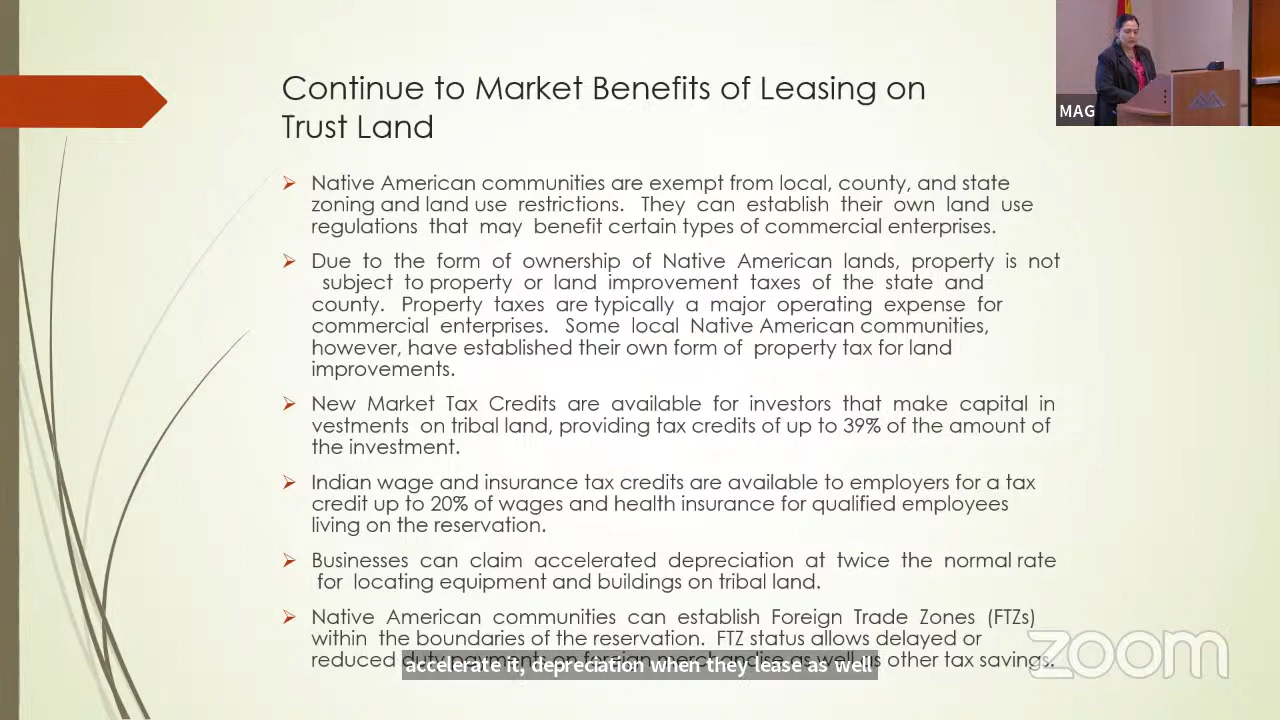 Continue to Market Benefits of Leasing on
Trust Land
MAG
Native American communities are exempt from local, county, and state
zoning and land use restrictions. They can establish their own land use
regulations that may benefit certain types of commercial enterprises.
Due to the form of ownership of Native American lands, property is not
subject to property or land improvement taxes of the state and
county. Property taxes are typically a major operating expense for
commercial enterprises. Some local Native American communities,
however, have established their own form of property tax for land
improvements.
New Market Tax Credits are available for investors that make capital in
vestments on tribal land, providing tax credits of up to 39% of the amount of
the investment.
Indian wage and insurance tax credits are available to employers for a tax
credit up to 20% of wages and health insurance for qualified employees
living on the reservation.
Businesses can claim accelerated depreciation at twice the normal rate
for locating equipment and buildings on tribal land.
Native American communities can establish Foreign Trade Zones (FTZs)
within the boundaries of the reservation. FTZ status allows delayed or
reduced duty payments on foreign merchandise as well as other tax savings.
accelerate it, depreciation when they lease as well
zoom